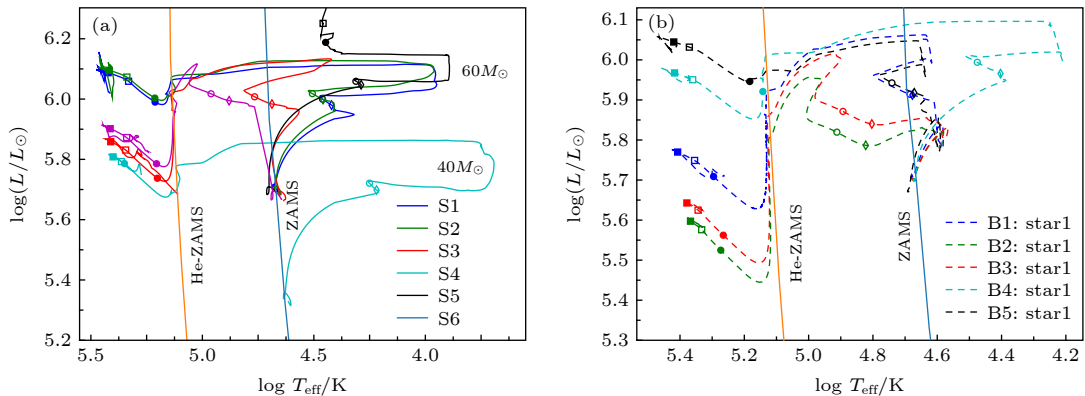 (a)
log(L/L⊙)
6.2
6.0
5.8
5.6
5.4
5.2
60M⊙
40M⊙
He-ZAMS
ZAMS
S1
S2
S3
S4
S5
S6
5.5 5.0 4.5 4.0
log Teff/K
(b)
log(L/L⊙)
6.1
6.0
5.9
5.8
5.7
5.6
5.5
5.4
5.3
He-ZAMS
ZAMS
B1: star1
B2: star1
B3: star1
B4: star1
B5: star1
5.4 5.2 5.0 4.8 4.6 4.4 4.2
log Teff/K